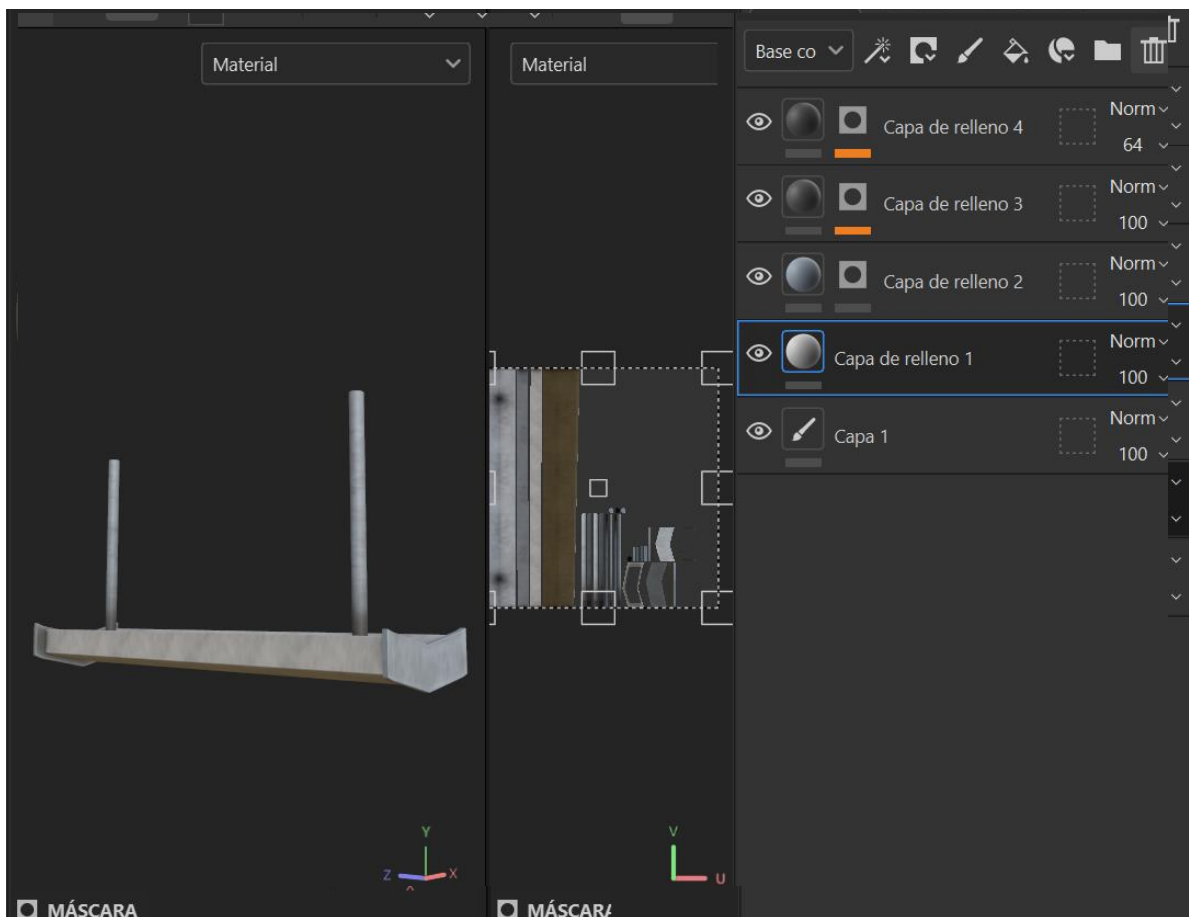 Material
Material
Base co
Capa de relleno 4
Norm
64
Capa de relleno 3
Norm
100
Capa de relleno 2
Norm
100
Capa de relleno 1
Norm
100
Capa 1
Norm
100
Y
Z
X
V
U
MÁSCARA
MÁSCAR